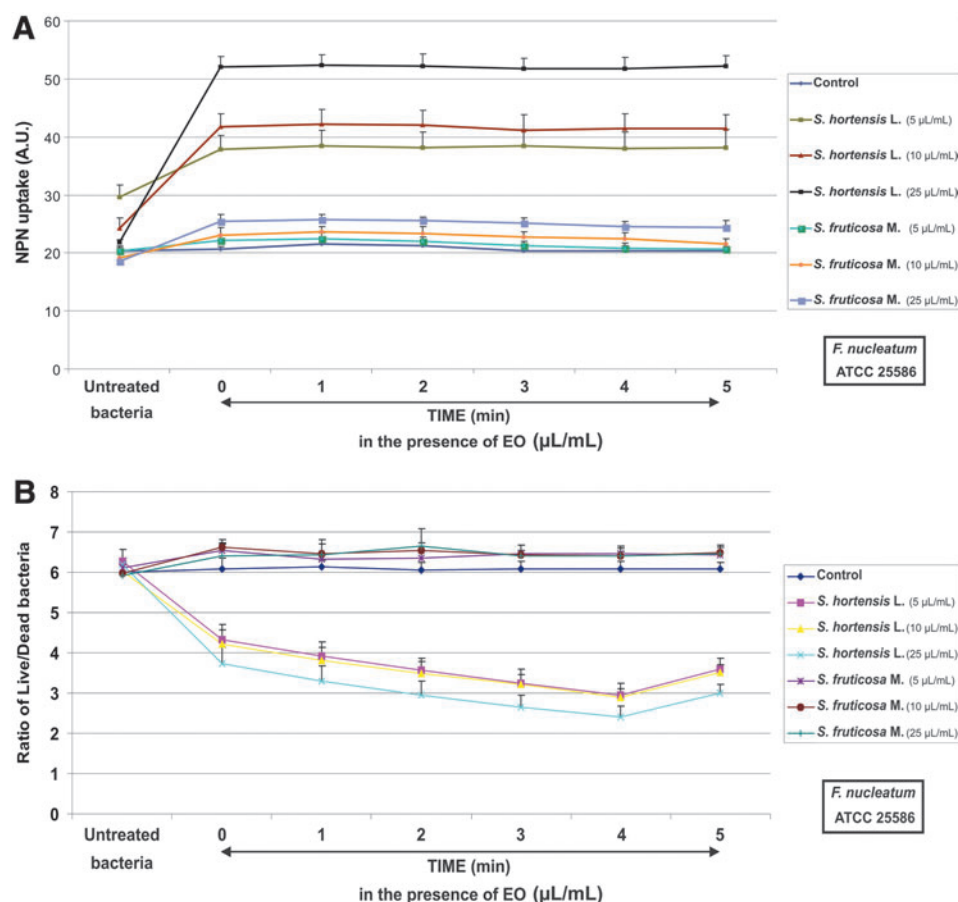 A
NPN uptake (A.U.)
60
50
40
30
20
10
0
Untreated bacteria
0 1 2 3 4 5
TIME (min)
in the presence of EO (µL/mL)
Control
S. hortensis L. (5 µL/mL)
S. hortensis L. (10 µL/mL)
S. hortensis L. (25 µL/mL)
S. fruticosa M. (5 µL/mL)
S. fruticosa M. (10 µL/mL)
S. fruticosa M. (25 µL/mL)
F. nucleatum
ATCC 25586
B
Ratio of Live/Dead bacteria
8
7
6
5
4
3
2
1
0
Untreated bacteria
0 1 2 3 4 5
TIME (min)
in the presence of EO (µL/mL)
Control
S. hortensis L. (5 µL/mL)
S. hortensis L. (10 µL/mL)
S. hortensis L. (25 µL/mL)
S. fruticosa M. (5 µL/mL)
S. fruticosa M. (10 µL/mL)
S. fruticosa M. (25 µL/mL)
F. nucleatum
ATCC 25586